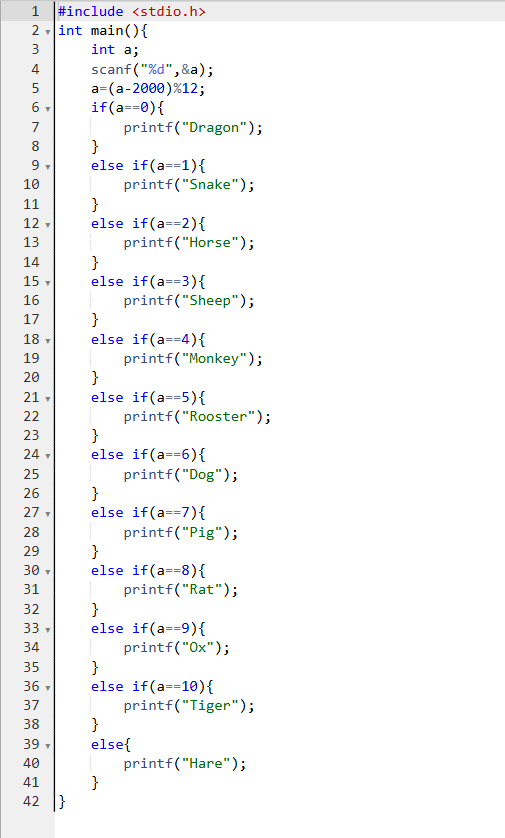 1 #include <stdio.h>
2 int main(){
3     int a;
4     scanf("%d",&a);
5     a=(a-2000)%12;
6     if(a==0){
7         printf("Dragon");
8     }
9     else if(a==1){
10         printf("Snake");
11     }
12     else if(a==2){
13         printf("Horse");
14     }
15     else if(a==3){
16         printf("Sheep");
17     }
18     else if(a==4){
19         printf("Monkey");
20     }
21     else if(a==5){
22         printf("Rooster");
23     }
24     else if(a==6){
25         printf("Dog");
26     }
27     else if(a==7){
28         printf("Pig");
29     }
30     else if(a==8){
31         printf("Rat");
32     }
33     else if(a==9){
34         printf("Ox");
35     }
36     else if(a==10){
37         printf("Tiger");
38     }
39     else{
40         printf("Hare");
41     }
42 }